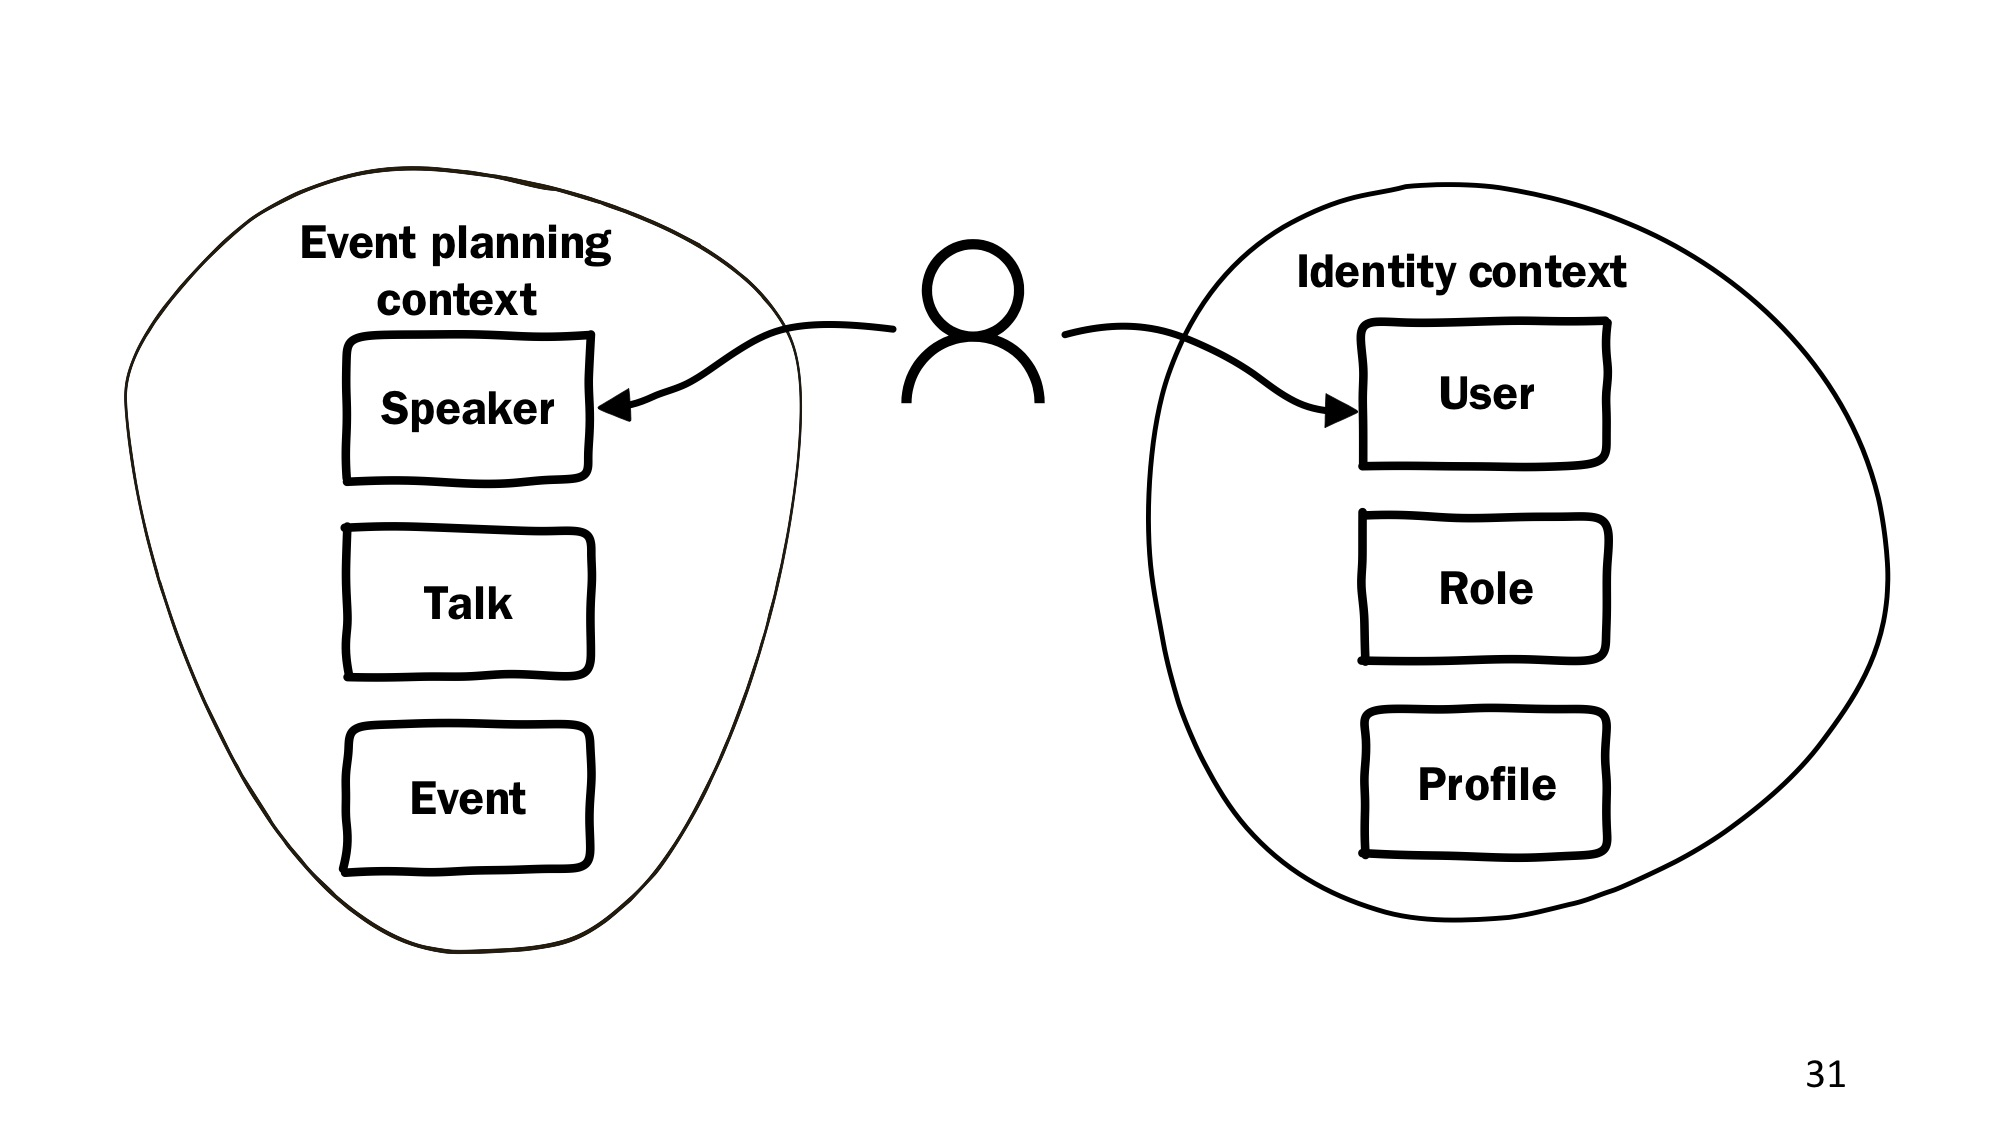 Event planning
context
Speaker
Talk
Event
Identity context
User
Role
Profile
31